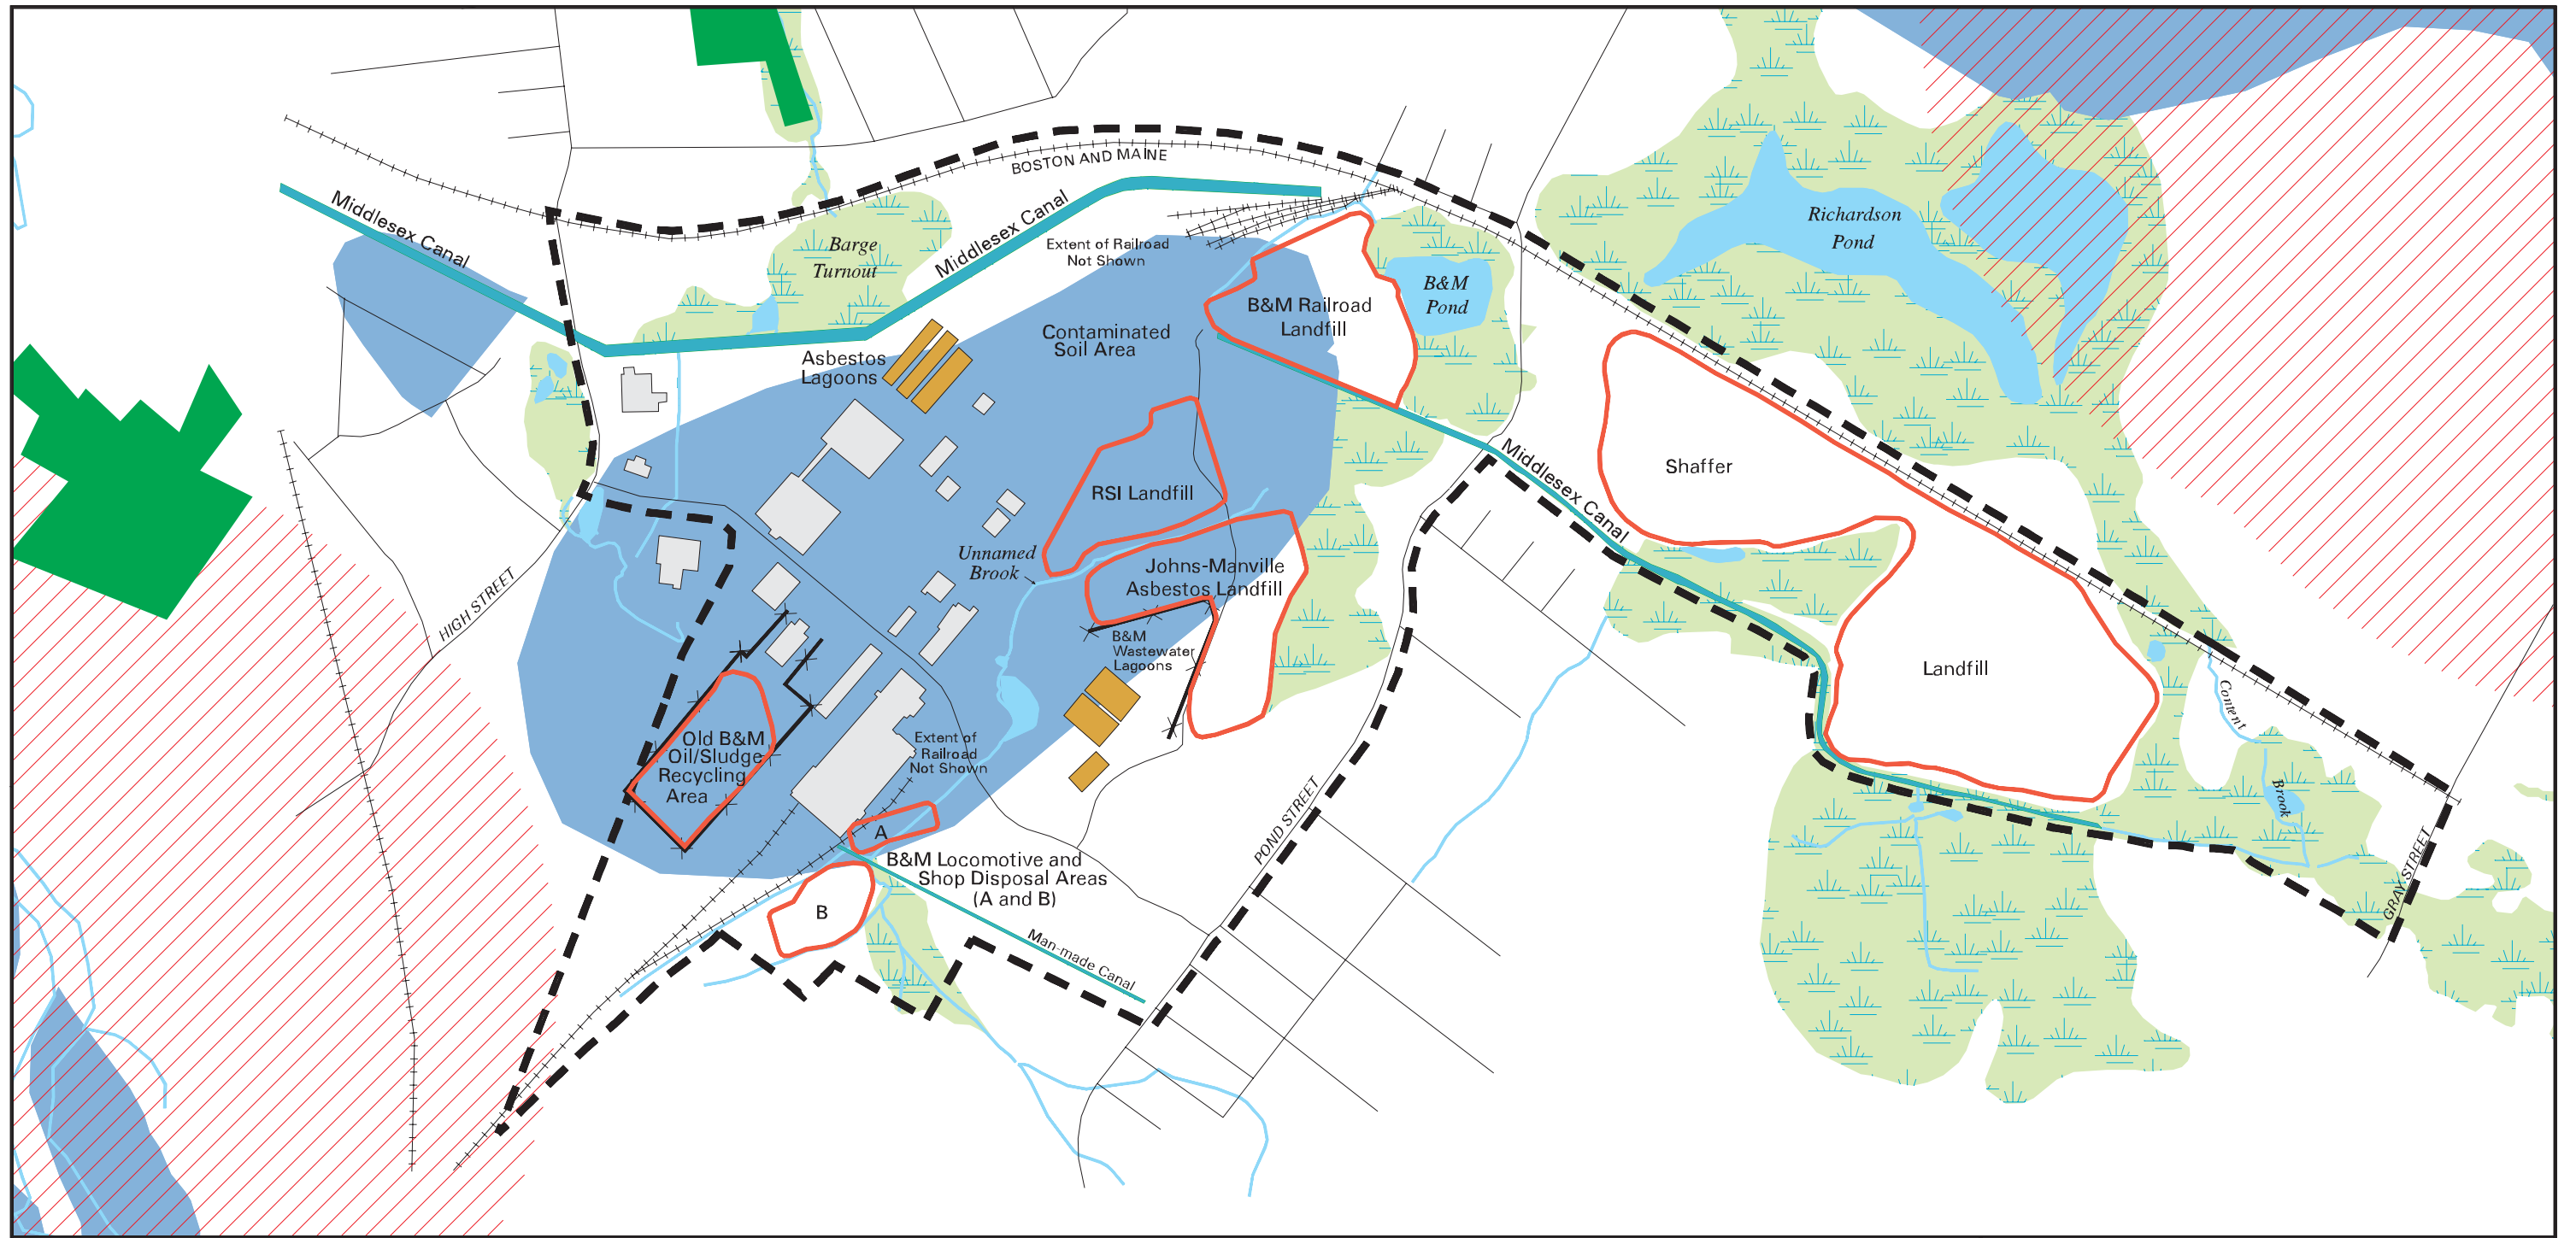 BOSTON AND MAINE
Middlesex Canal
Middlesex Canal
Barge
Turnout
Extent of Railroad
Not Shown
Richardson
Pond
B&M
Pond
B&M Railroad
Landfill
Contaminated
Soil Area
Asbestos
Lagoons
Middlesex Canal
Shaffer
RSI Landfill
Unnamed
Brook
Johns-Manville
Asbestos Landfill
HIGH STREET
B&M
Wastewater
Lagoons
Landfill
Content
Brook
Old B&M
Oil/Sludge
Recycling
Area
Extent of
Railroad
Not Shown
POND STREET
A
B&M Locomotive and
Shop Disposal Areas
(A and B)
B
Man-made Canal
GRAY STREET